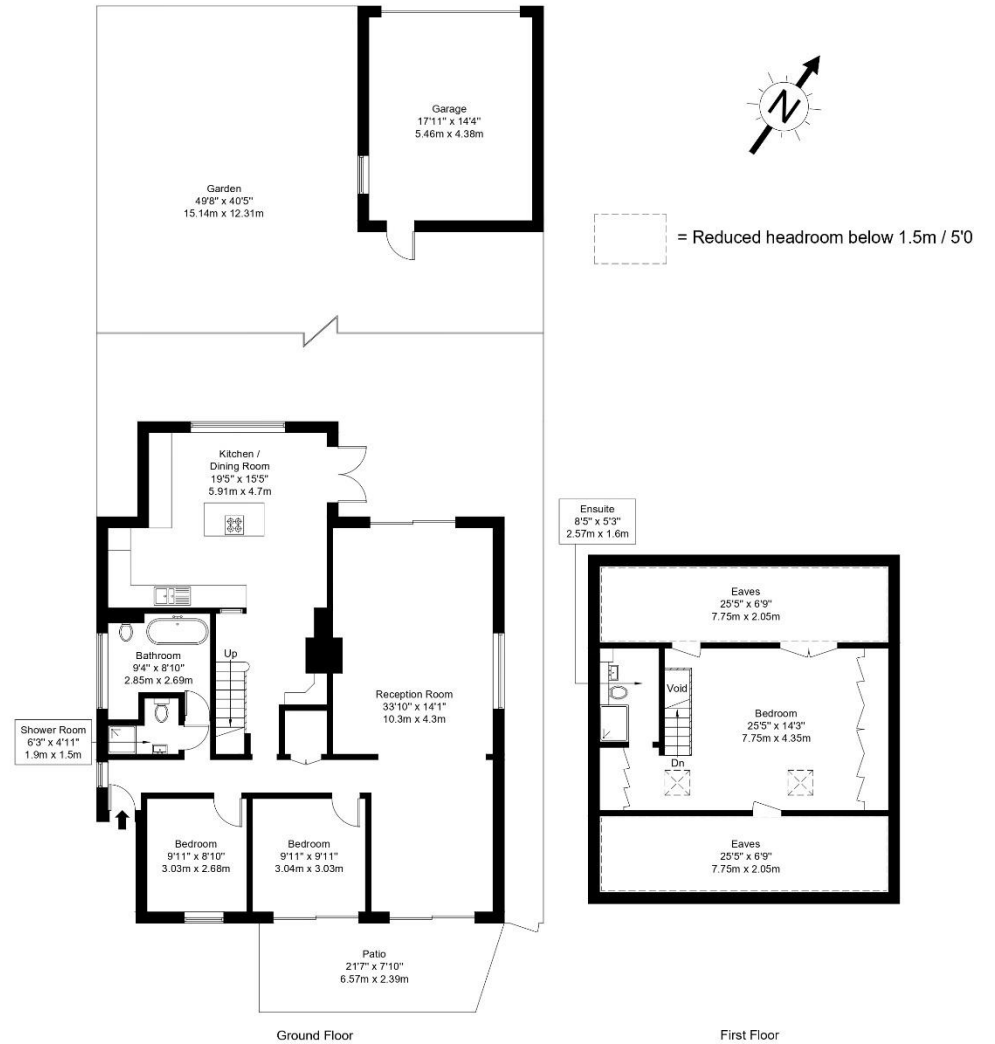 Garage
17'11" x 14'4"
5.46m x 4.38m
N
Garden
49'8" x 40'5"
15.14m x 12.31m
= Reduced headroom below 1.5m / 5'0
Kitchen /
Dining Room
19'5" x 15'5"
5.91m x 4.7m
Ensuite
8'5" x 5'3"
2.57m x 1.6m
Eaves
25'5" x 6'9"
7.75m x 2.05m
Bathroom
9'4" x 8'10"
2.85m x 2.69m
Up
Reception Room
33'10" x 14'1"
10.3m x 4.3m
Void
Bedroom
25'5" x 14'3"
7.75m x 4.35m
Dn
Shower Room
6'3" x 4'11"
1.9m x 1.5m
Bedroom
9'11" x 8'10"
3.03m x 2.68m
Bedroom
9'11" x 9'11"
3.04m x 3.03m
Eaves
25'5" x 6'9"
7.75m x 2.05m
Patio
21'7" x 7'10"
6.57m x 2.39m
Ground Floor
First Floor